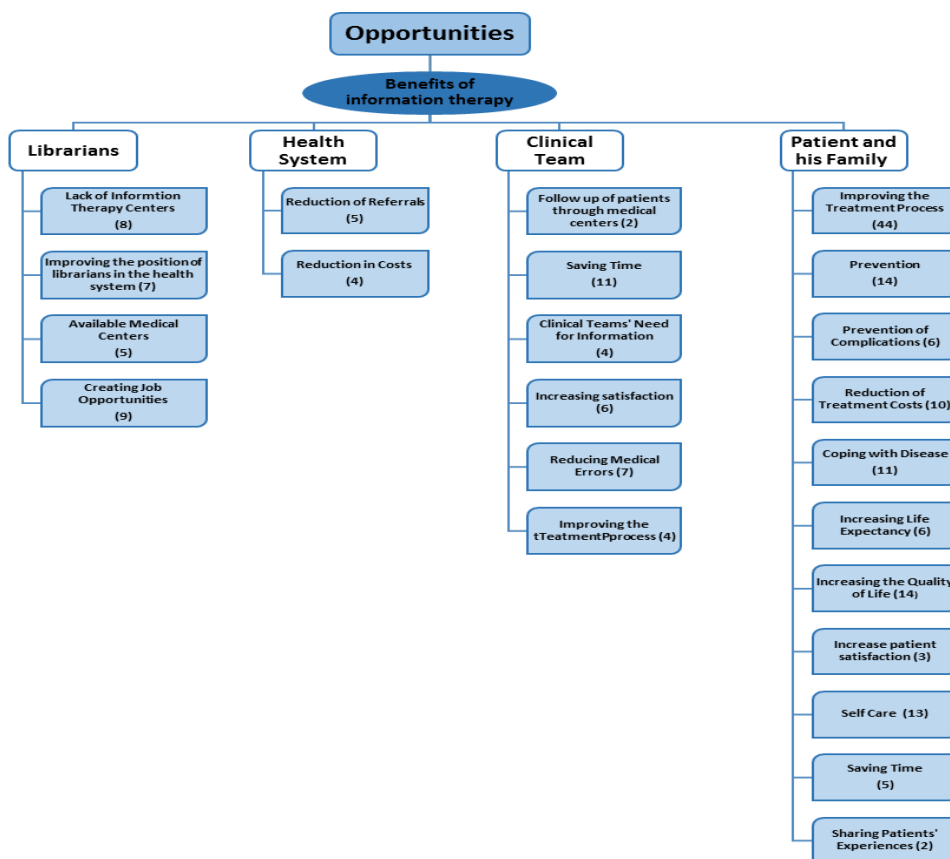 Opportunities
Benefits of
information therapy
Librarians
Lack of Informtion
Therapy Centers
(8)
Improving the position of
librarians in the health
system (7)
Available Medical
Centers
(5)
Creating Job
Opportunities
(9)
Health
System
Reduction of Referrals
(5)
Reduction in Costs
(4)
Clinical
Team
Follow up of patients
through medical
centers (2)
Saving Time
(11)
Clinical Teams' Need
for Information
(4)
Increasing satisfaction
(6)
Reducing Medical
Errors (7)
Improving the
tTeatmentPprocess (4)
Patient and
his Family
Improving the
Treatment Process
(44)
Prevention
(14)
Prevention of
Complications (6)
Reduction of
Treatment Costs (10)
Coping with Disease
(11)
Increasing Life
Expectancy (6)
Increasing the Quality
of Life (14)
Increase patient
satisfaction (3)
Self Care (13)
Saving Time
(5)
Sharing Patients'
Experiences (2)